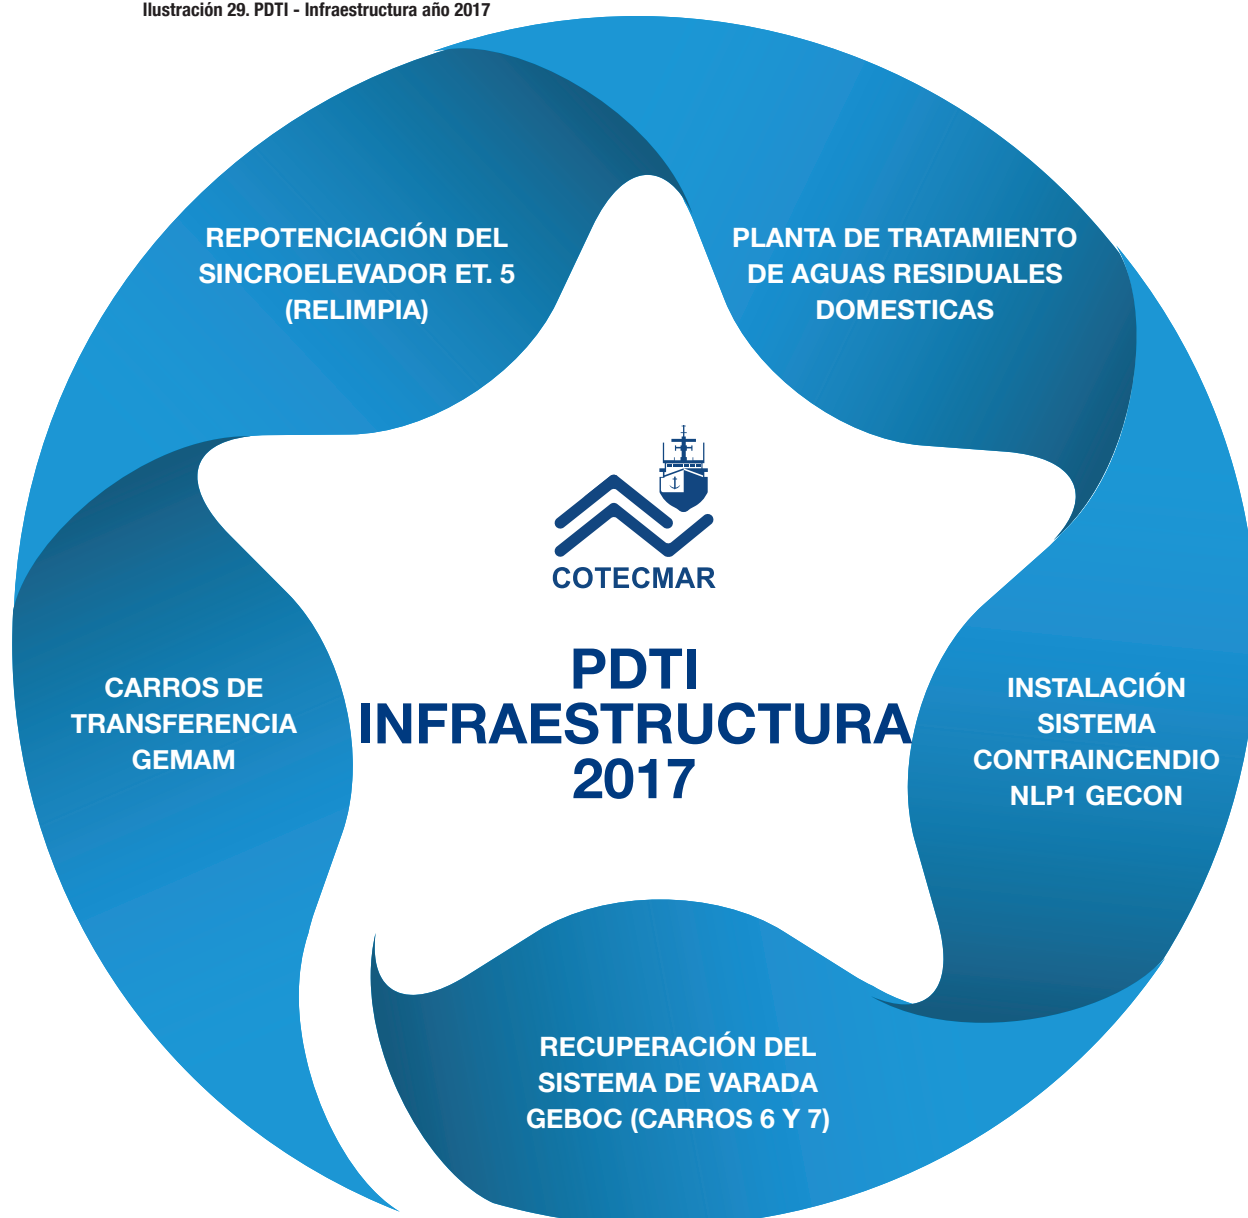 Ilustración 29. PDTI - Infraestructura año 2017
REPOTENCIACIÓN DEL
SINCROELEVADOR ET. 5
(RELIMPIA)
PLANTA DE TRATAMIENTO
DE AGUAS RESIDUALES
DOMESTICAS
COTECMAR
PDTI
INFRAESTRUCTURA
2017
CARROS DE
TRANSFERENCIA
GEMAM
INSTALACIÓN
SISTEMA
CONTRAINCENDIO
NLP1 GECON
RECUPERACIÓN DEL
SISTEMA DE VARADA
GEBOC (CARROS 6 Y 7)